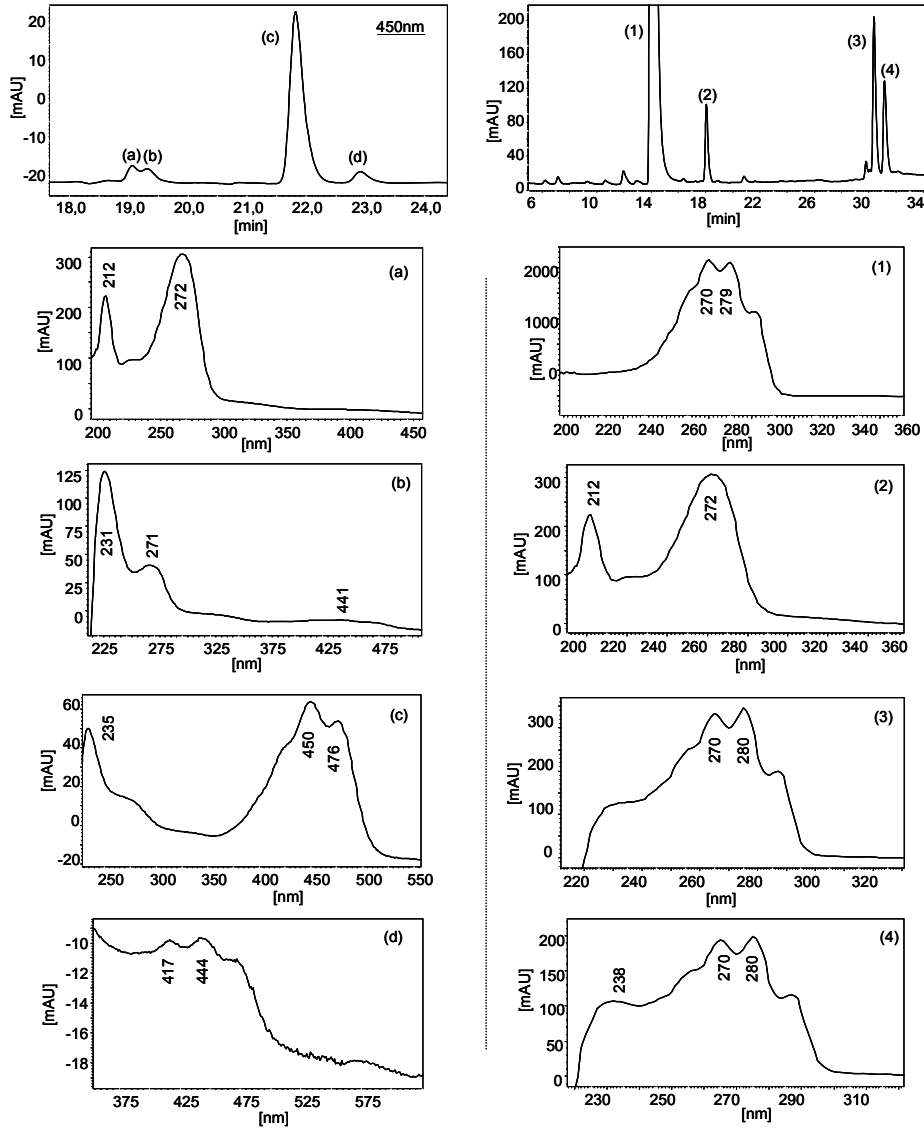 20
10
0
-10
-20
[mAU]
(a)
(b)
(c)
(d)
450nm
18,0 19,0 20,0 21,0 22,0 23,0 24,0
[min]
200
160
120
80
40
0
[mAU]
(1)
(2)
(3)
(4)
6 10 14 18 22 26 30 34
[min]
300
200
100
0
[mAU]
212
272
(a)
200 250 300 350 400 450
[nm]
2000
1000
0
[mAU]
270 279
(1)
200 220 240 260 280 300 320 340 360
[nm]
125
100
75
50
25
0
[mAU]
231
271
441
(b)
225 275 325 375 425 475
[nm]
300
200
100
0
[mAU]
212
272
(2)
200 220 240 260 280 300 320 340 360
[nm]
60
40
20
0
-20
[mAU]
235
450
476
(c)
250 300 350 400 450 500 550
[nm]
300
200
100
0
[mAU]
270 280
(3)
220 240 260 280 300 320
[nm]
-10
-12
-14
-16
-18
[mAU]
417 444
(d)
375 425 475 525 575
[nm]
200
150
100
50
0
[mAU]
238
270 280
(4)
230 250 270 290 310
[nm]